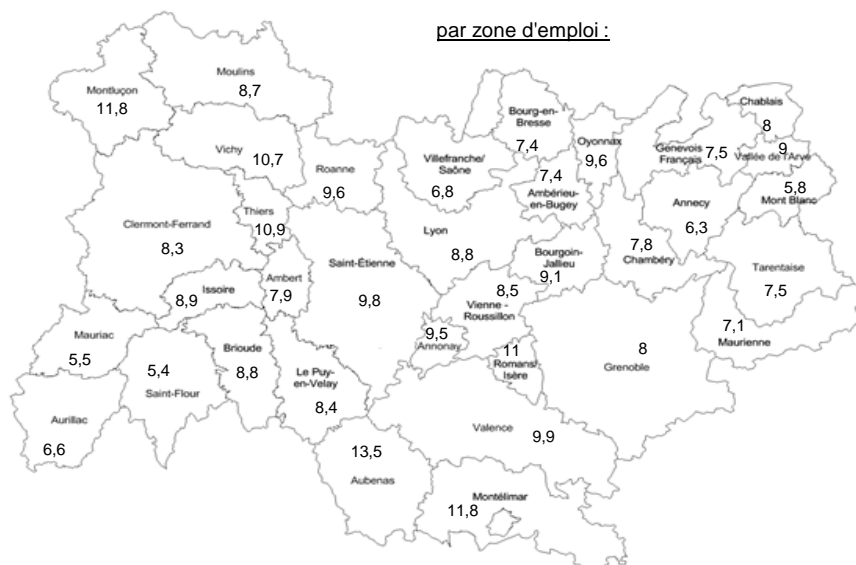 par zone d'emploi :
Moulins
8,7
Montluçon
11,8
Chablais
8
Bourg-en-
Bresse
7,4
Oyonnax
9,6
Genevois
Français
7,5
9
Vallée de l'Arve
Vichy
10,7
Roanne
9,6
Villefranche/
Saône
6,8
7,4
Ambérieu-
en-Bugey
5,8
Mont Blanc
Annecy
6,3
Thiers
10,9
Clermont-Ferrand
8,3
Lyon
8,8
7,8
Chambéry
Bourgoin-
Jallieu
9,1
Saint-Étienne
9,8
Tarentaise
7,5
Ambert
7,9
Issoire
8,9
8,5
Vienne -
Roussillon
7,1
Maurienne
Mauriac
5,5
9,5
Annonay
Brioude
8,8
11
Romans/
Isère
8
Grenoble
5,4
Saint-Flour
Le Puy-
en-Velay
8,4
Aurillac
6,6
Valence
9,9
13,5
Aubenas
Montélimar
11,8